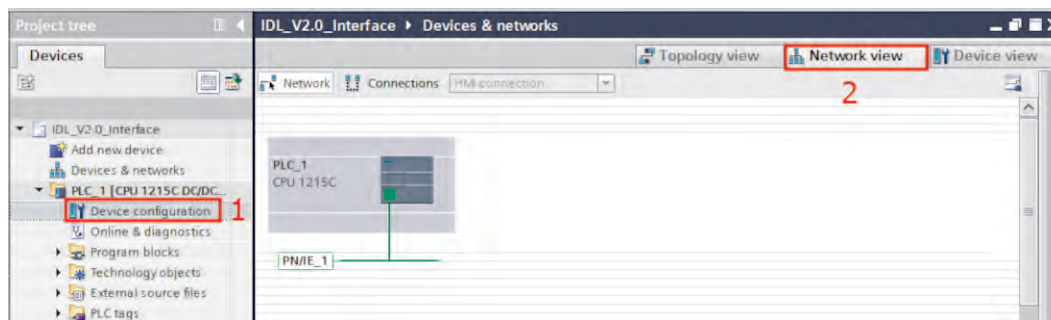 Project tree
IDL_V2.0_Interface ▸ Devices & networks
Devices
Topology view
Network view
Device view
2
Network
Connections
HMI connection
IDL_V2.0_Interface
Add new device
Devices & networks
PLC_1 [CPU 1215C DC/DC...
Device configuration
1
Online & diagnostics
Program blocks
Technology objects
External source files
PLC tags
PLC_1
CPU 1215C
PN/IE_1